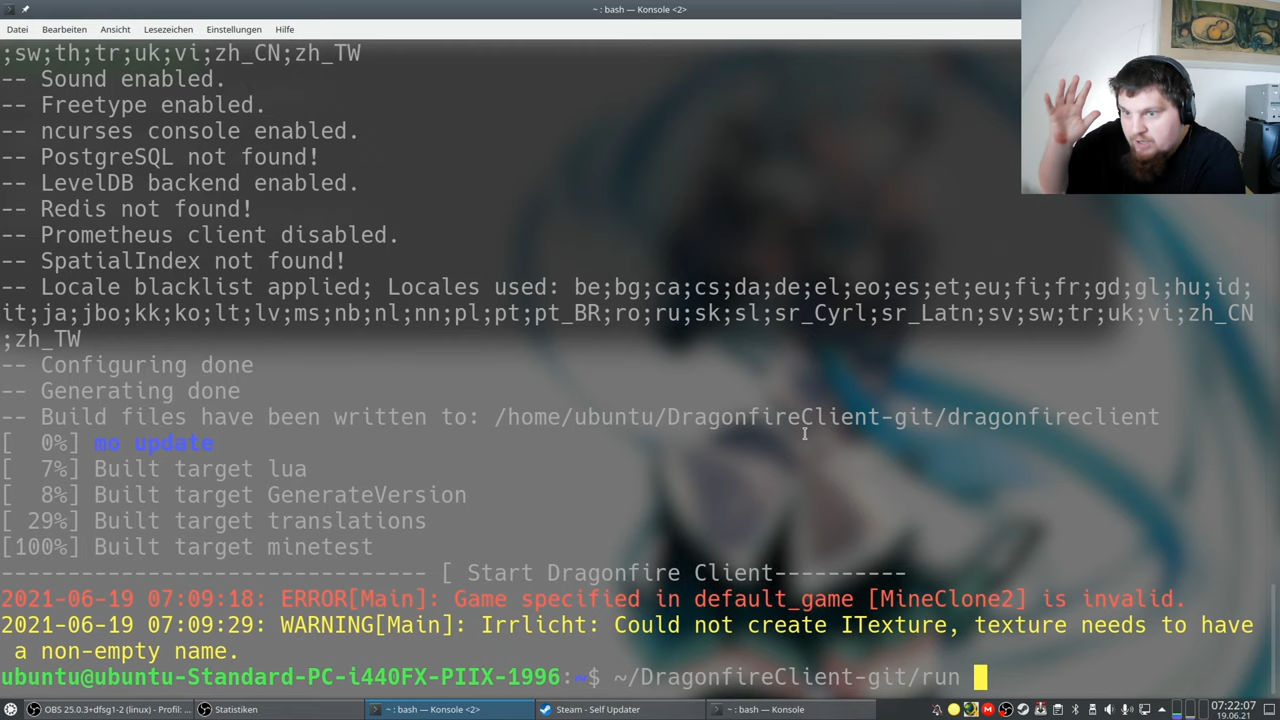 ~ : bash — Konsole <2>
Datei Bearbeiten Ansicht Lesezeichen Einstellungen Hilfe
;sw;th;tr;uk;vi;zh_CN;zh_TW
-- Sound enabled.
-- Freetype enabled.
-- ncurses console enabled.
-- PostgreSQL not found!
-- LevelDB backend enabled.
-- Redis not found!
-- Prometheus client disabled.
-- SpatialIndex not found!
-- Locale blacklist applied; Locales used: be;bg;ca;cs;da;de;el;eo;es;et;eu;fi;fr;gd;gl;hu;id;
it;ja;jbo;kk;ko;lt;lv;ms;nb;nl;nn;pl;pt;pt_BR;ro;ru;sk;sl;sr_Cyrl;sr_Latn;sv;sw;tr;uk;vi;zh_CN
;zh_TW
-- Configuring done
-- Generating done
-- Build files have been written to: /home/ubuntu/DragonfireClient-git/dragonfireclient
[  0%] mo update
[  7%] Built target lua
[  8%] Built target GenerateVersion
[ 29%] Built target translations
[100%] Built target minetest
-------------------------------- [ Start Dragonfire Client----------
2021-06-19 07:09:18: ERROR[Main]: Game specified in default_game [MineClone2] is invalid.
2021-06-19 07:09:29: WARNING[Main]: Irrlicht: Could not create ITexture, texture needs to have
a non-empty name.
ubuntu@ubuntu-Standard-PC-i440FX-PIIX-1996:~$ ~/DragonfireClient-git/run
OBS 25.0.3+dfsg1-2 (linux) - Profil: ... Statistiken ~ : bash — Konsole <2> Steam - Self Updater ~ : bash — Konsole 07:22:07
19.06.21